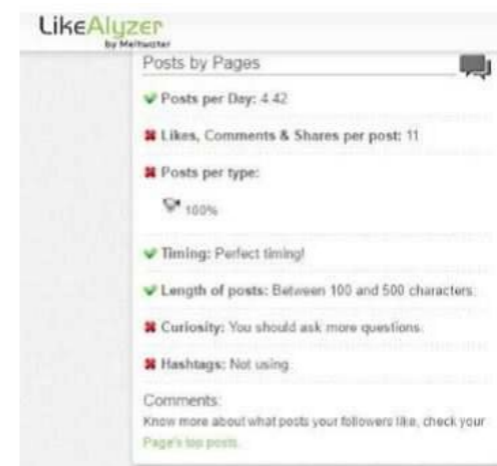 LikeAlyzer
by Meltwater
Posts by Pages
Posts per Day: 4.42
Likes, Comments & Shares per post: 11
Posts per type:
100%
Timing: Perfect timing!
Length of posts: Between 100 and 500 characters.
Curiosity: You should ask more questions.
Hashtags: Not using.
Comments:
Know more about what posts your followers like, check your
Page's top posts.